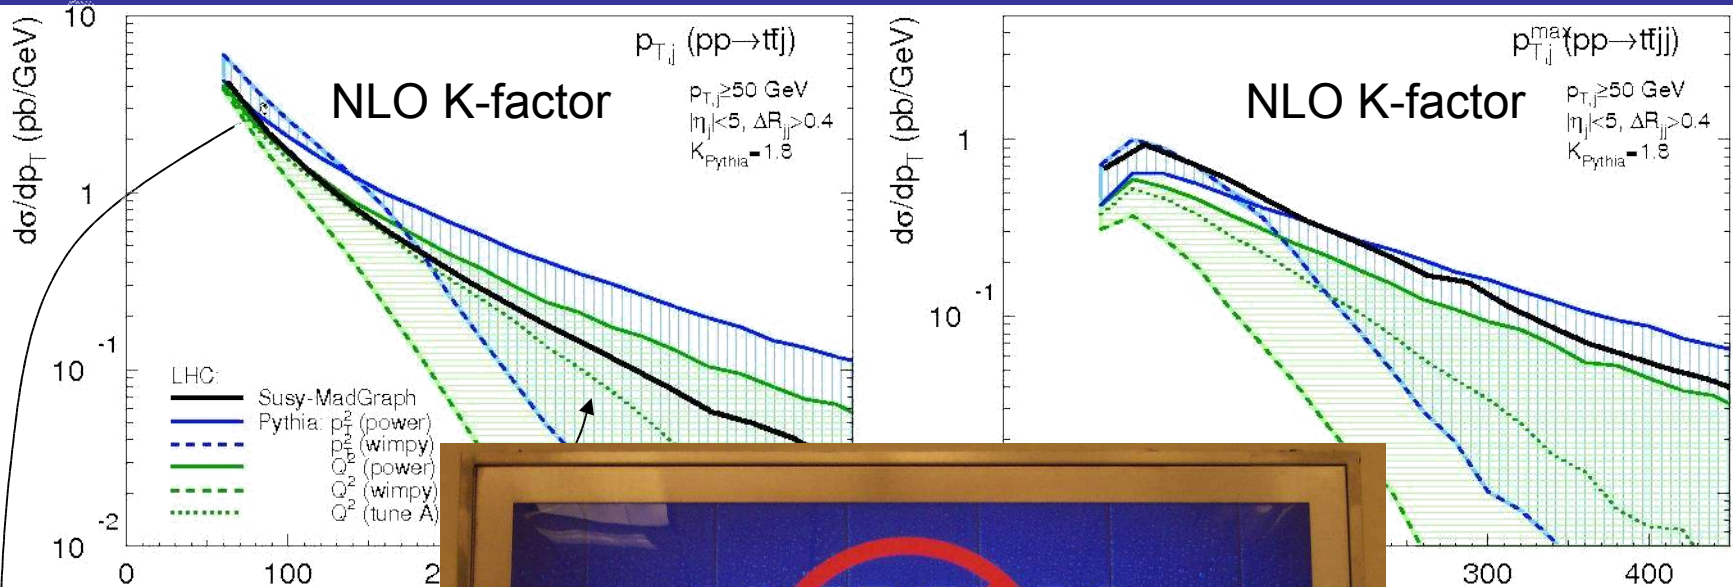 10
1
10
-1
10
-2
dσ/dp_T (pb/GeV)
p_T,j (pp→tt̄j)
NLO K-factor
p_T,j≥50 GeV
|η_j|<5, ΔR_jj>0.4
K_Pythia=1.8
LHC:
Susy-MadGraph
Pythia: p_T^2 (power)
p_T^2 (wimpy)
Q^2 (power)
Q^2 (wimpy)
Q^2 (tune A)
0 100 2
dσ/dp_T (pb/GeV)
1
10
-1
p_T,j^max (pp→tt̄jj)
NLO K-factor
p_T,j≥50 GeV
|η_j|<5, ΔR_jj>0.4
K_Pythia=1.8
300 400